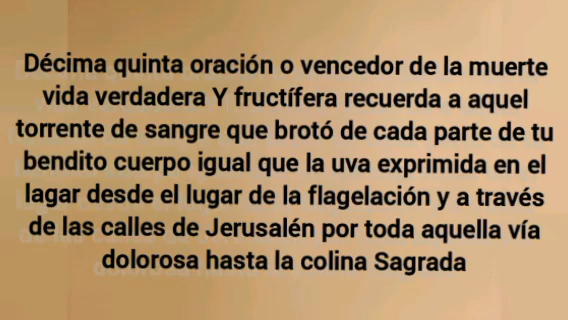 Décima quinta oración o vencedor de la muerte
vida verdadera Y fructífera recuerda a aquel
torrente de sangre que brotó de cada parte de tu
bendito cuerpo igual que la uva exprimida en el
lagar desde el lugar de la flagelación y a través
de las calles de Jerusalén por toda aquella vía
dolorosa hasta la colina Sagrada